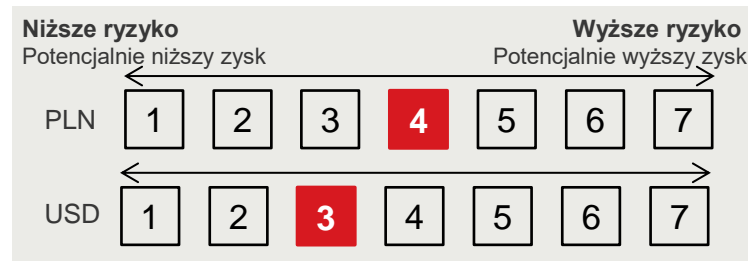 Niższe ryzyko Wyższe ryzyko
Potencjalnie niższy zysk Potencjalnie wyższy zysk
PLN 1 2 3 4 5 6 7
USD 1 2 3 4 5 6 7